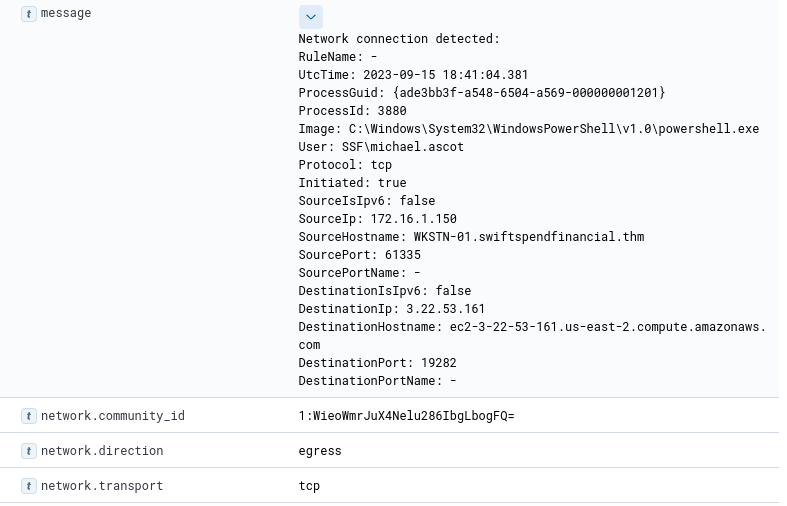 t message
Network connection detected:
RuleName: -
UtcTime: 2023-09-15 18:41:04.381
ProcessGuid: {ade3bb3f-a548-6504-a569-000000001201}
ProcessId: 3880
Image: C:\Windows\System32\WindowsPowerShell\v1.0\powershell.exe
User: SSF\michael.ascot
Protocol: tcp
Initiated: true
SourceIsIpv6: false
SourceIp: 172.16.1.150
SourceHostname: WKSTN-01.swiftspendfinancial.thm
SourcePort: 61335
SourcePortName: -
DestinationIsIpv6: false
DestinationIp: 3.22.53.161
DestinationHostname: ec2-3-22-53-161.us-east-2.compute.amazonaws.
com
DestinationPort: 19282
DestinationPortName: -
t network.community_id 1:WieoWmrJuX4Nelu286IbgLbogFQ=
t network.direction egress
t network.transport tcp